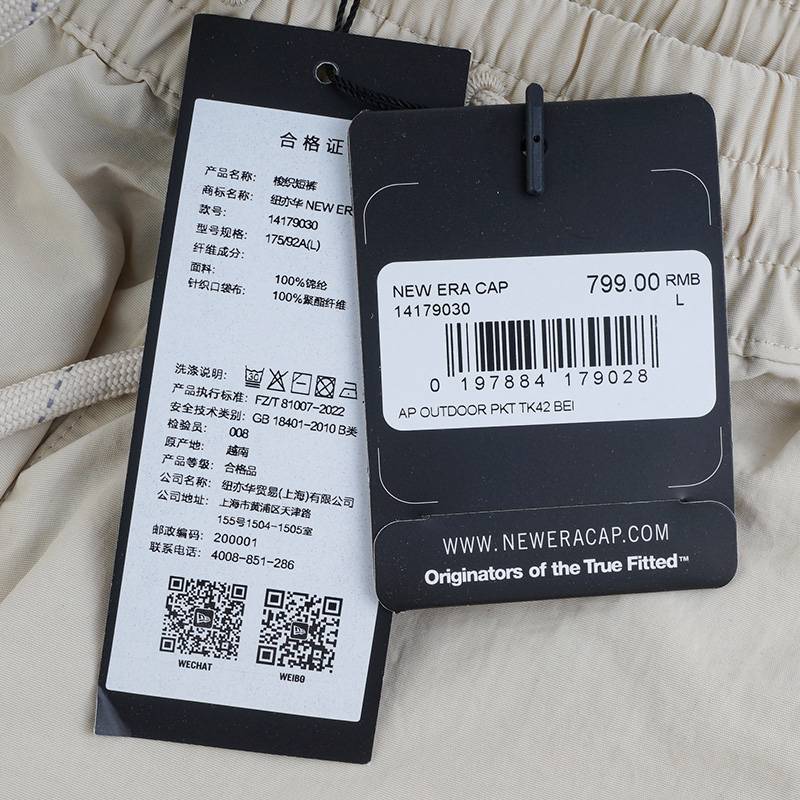 合格证
产品名称： 梭织短裤
商标名称： 纽亦华 NEW ER
款号： 14179030
型号规格： 175/92A(L)
纤维成分：
面料： 100%锦纶
针织口袋布： 100%聚酯纤维
洗涤说明：
产品执行标准： FZ/T 81007-2022
安全技术类别： GB 18401-2010 B类
检验员： 008
原产地： 越南
产品等级： 合格品
公司名称： 纽亦华贸易(上海)有限公司
公司地址： 上海市黄浦区天津路
155号1504-1505室
邮政编码： 200001
联系电话： 4008-851-286
WECHAT
WEIBO
NEW ERA CAP 799.00 RMB
14179030 L
0 197884 179028
AP OUTDOOR PKT TK42 BEI
WWW.NEWERACAP.COM
Originators of the True Fitted™